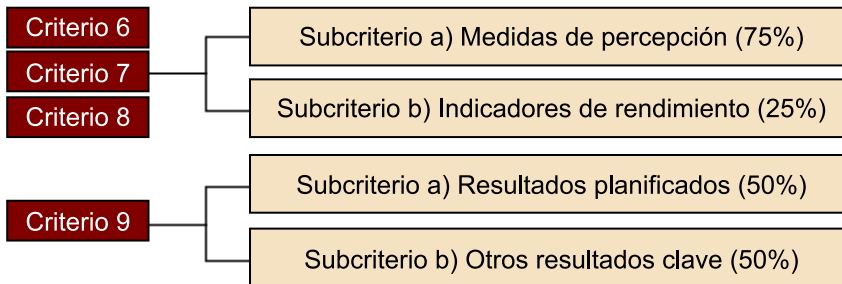 Criterio 6
Criterio 7
Criterio 8
Subcriterio a) Medidas de percepción (75%)
Subcriterio b) Indicadores de rendimiento (25%)
Criterio 9
Subcriterio a) Resultados planificados (50%)
Subcriterio b) Otros resultados clave (50%)